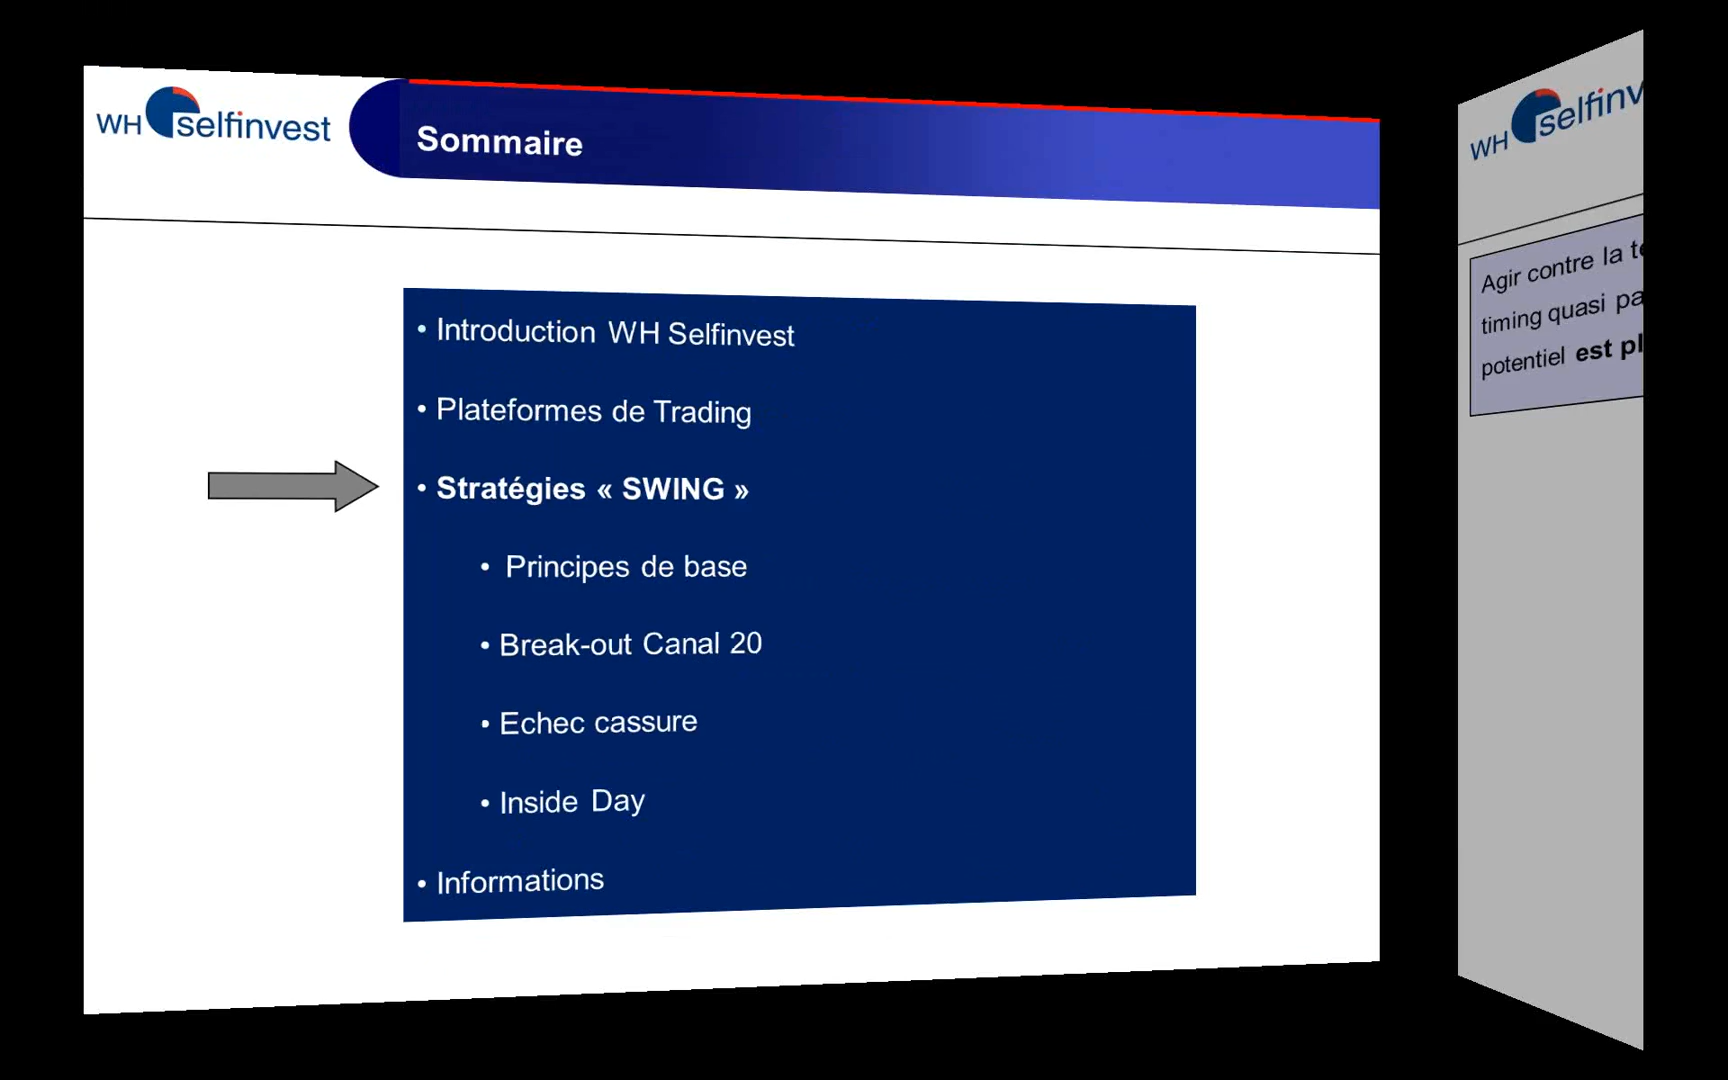 WH selfinvest
Sommaire
• Introduction WH Selfinvest
• Plateformes de Trading
• Stratégies « SWING »
• Principes de base
• Break-out Canal 20
• Echec cassure
• Inside Day
• Informations
WH
Agir contre la
timing quasi
potentiel est